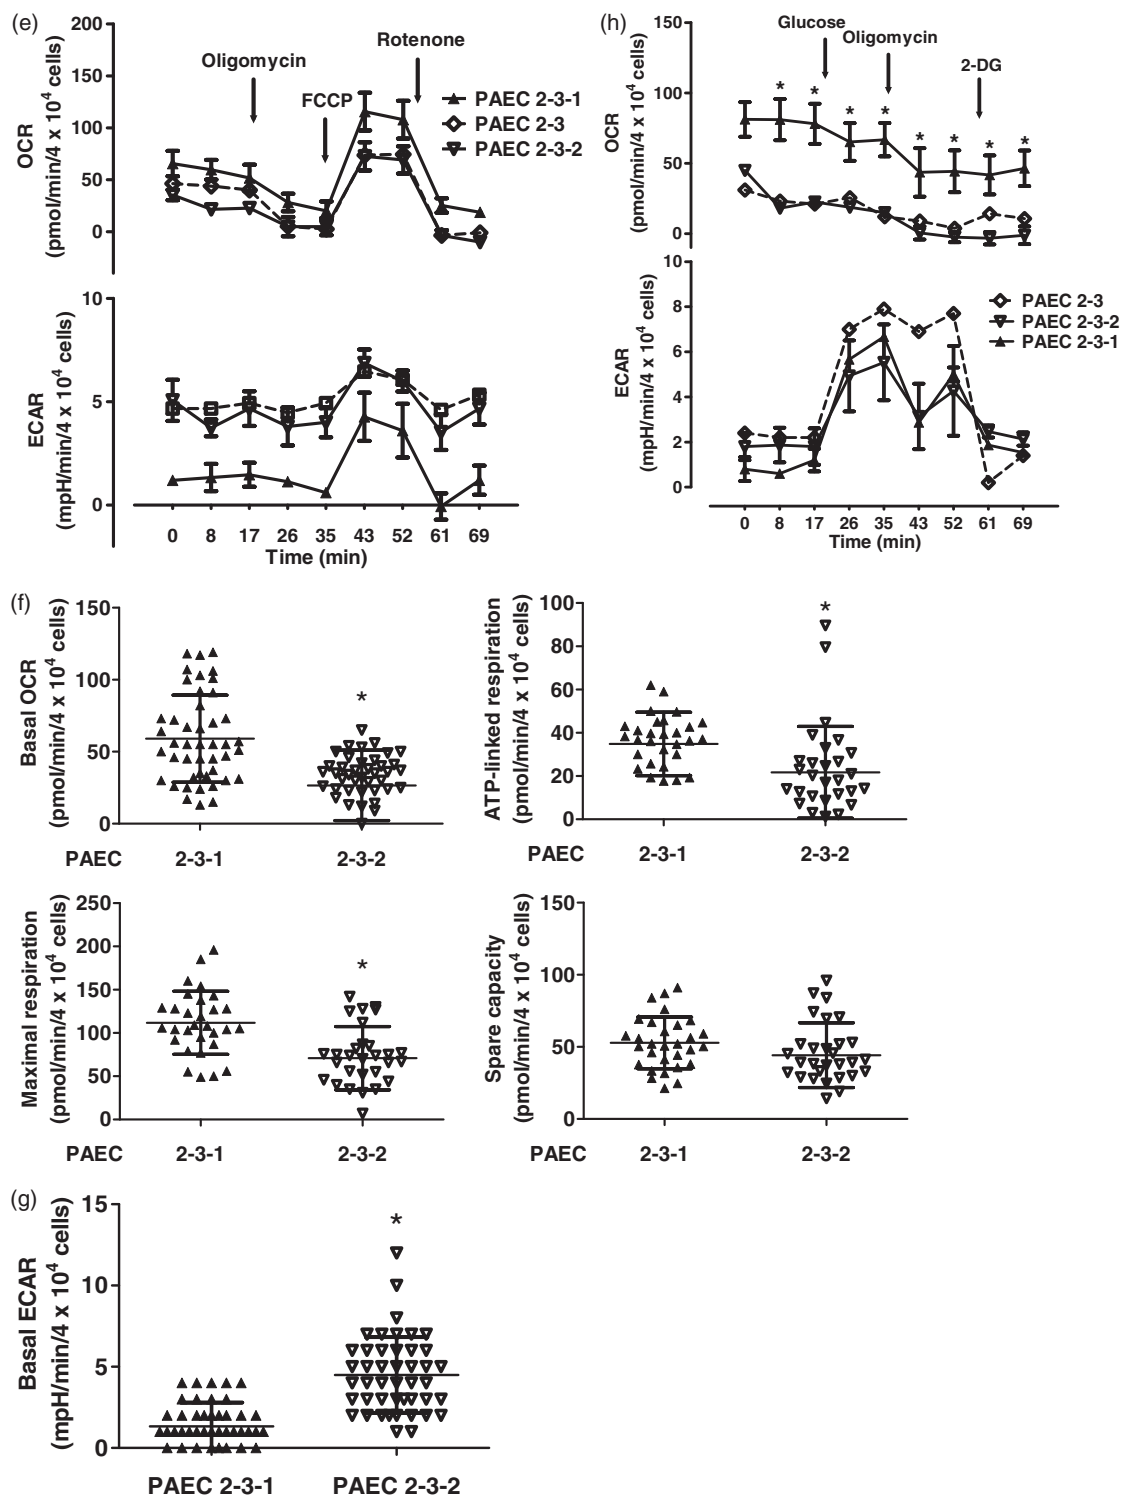 (e)
200
150
100
50
0
OCR
(pmol/min/4 x 10⁴ cells)
Oligomycin
FCCP
Rotenone
PAEC 2-3-1
PAEC 2-3
PAEC 2-3-2
10
5
0
ECAR
(mpH/min/4 x 10⁴ cells)
0 8 17 26 35 43 52 61 69
Time (min)
(h)
150
100
50
0
OCR
(pmol/min/4 x 10⁴ cells)
Glucose
Oligomycin
2-DG
* * * * * * * *
10
8
6
4
2
0
ECAR
(mpH/min/4 x 10⁴ cells)
PAEC 2-3
PAEC 2-3-2
PAEC 2-3-1
0 8 17 26 35 43 52 61 69
Time (min)
(f)
150
100
50
0
Basal OCR
(pmol/min/4 x 10⁴ cells)
*
PAEC 2-3-1 2-3-2
100
80
60
40
20
0
ATP-linked respiration
(pmol/min/4 x 10⁴ cells)
*
PAEC 2-3-1 2-3-2
250
200
150
100
50
0
Maximal respiration
(pmol/min/4 x 10⁴ cells)
*
PAEC 2-3-1 2-3-2
150
100
50
0
Spare capacity
(pmol/min/4 x 10⁴ cells)
PAEC 2-3-1 2-3-2
(g)
15
10
5
0
Basal ECAR
(mpH/min/4 x 10⁴ cells)
*
PAEC 2-3-1 PAEC 2-3-2